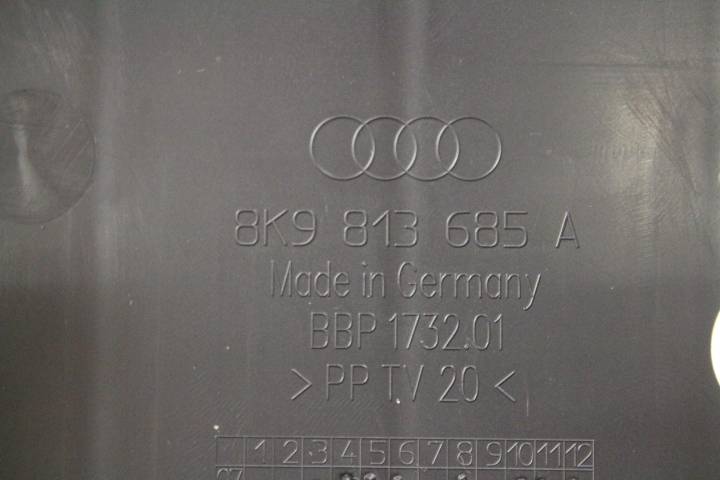 8K9 813 685 A
Made in Germany
BBP 1732.01
>PP TV 20<
1 2 3 4 5 6 7 8 9 10 11 12